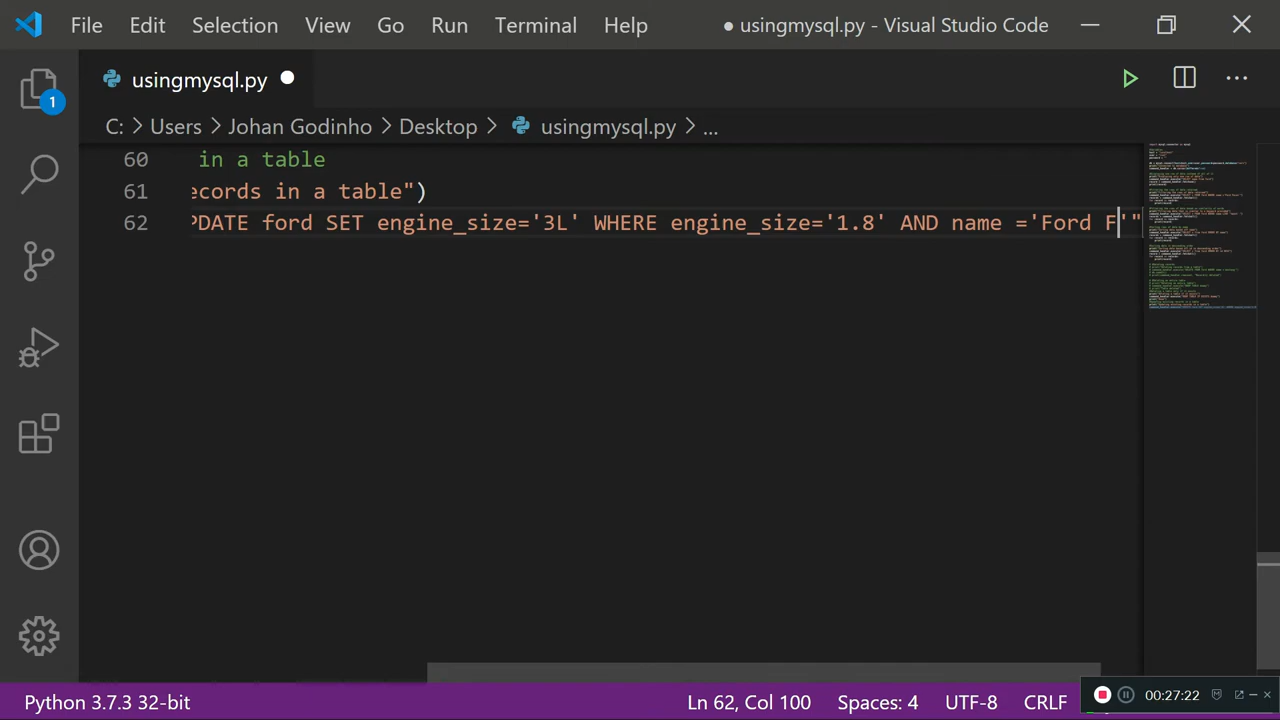 File Edit Selection View Go Run Terminal Help ● usingmysql.py - Visual Studio Code
usingmysql.py
1
C: > Users > Johan Godinho > Desktop > usingmysql.py > ...
60 in a table
61 ecords in a table")
62 PDATE ford SET engine_size='3L' WHERE engine_size='1.8' AND name ='Ford F'"
Python 3.7.3 32-bit Ln 62, Col 100 Spaces: 4 UTF-8 CRLF
00:27:22